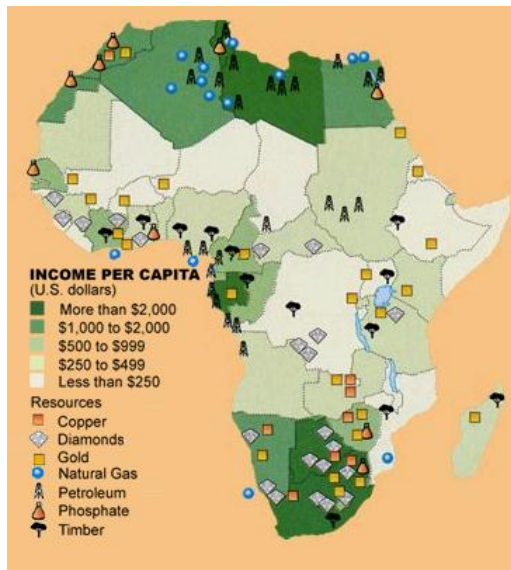 INCOME PER CAPITA
(U.S. dollars)
More than $2,000
$1,000 to $2,000
$500 to $999
$250 to $499
Less than $250
Resources
Copper
Diamonds
Gold
Natural Gas
Petroleum
Phosphate
Timber